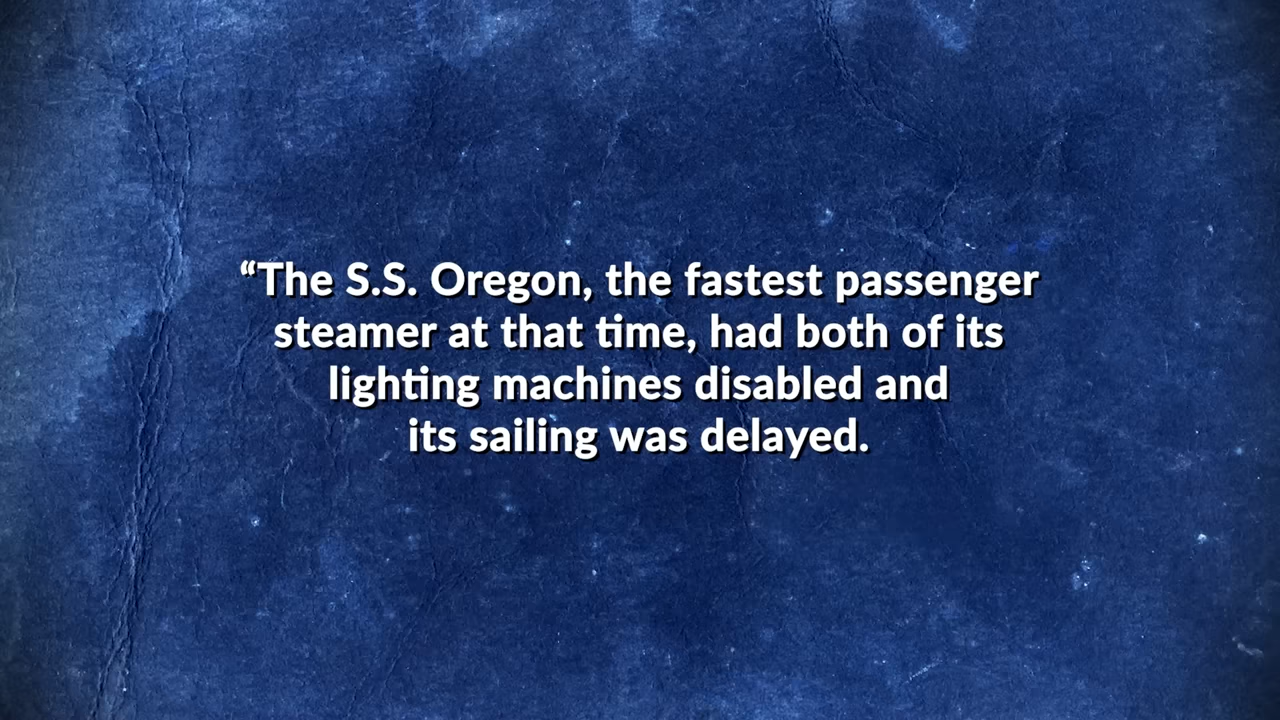 “The S.S. Oregon, the fastest passenger
steamer at that time, had both of its
lighting machines disabled and
its sailing was delayed.